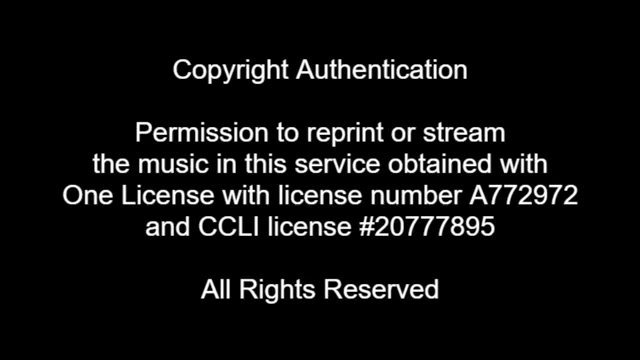 Copyright Authentication
Permission to reprint or stream
the music in this service obtained with
One License with license number A772972
and CCLI license #20777895
All Rights Reserved